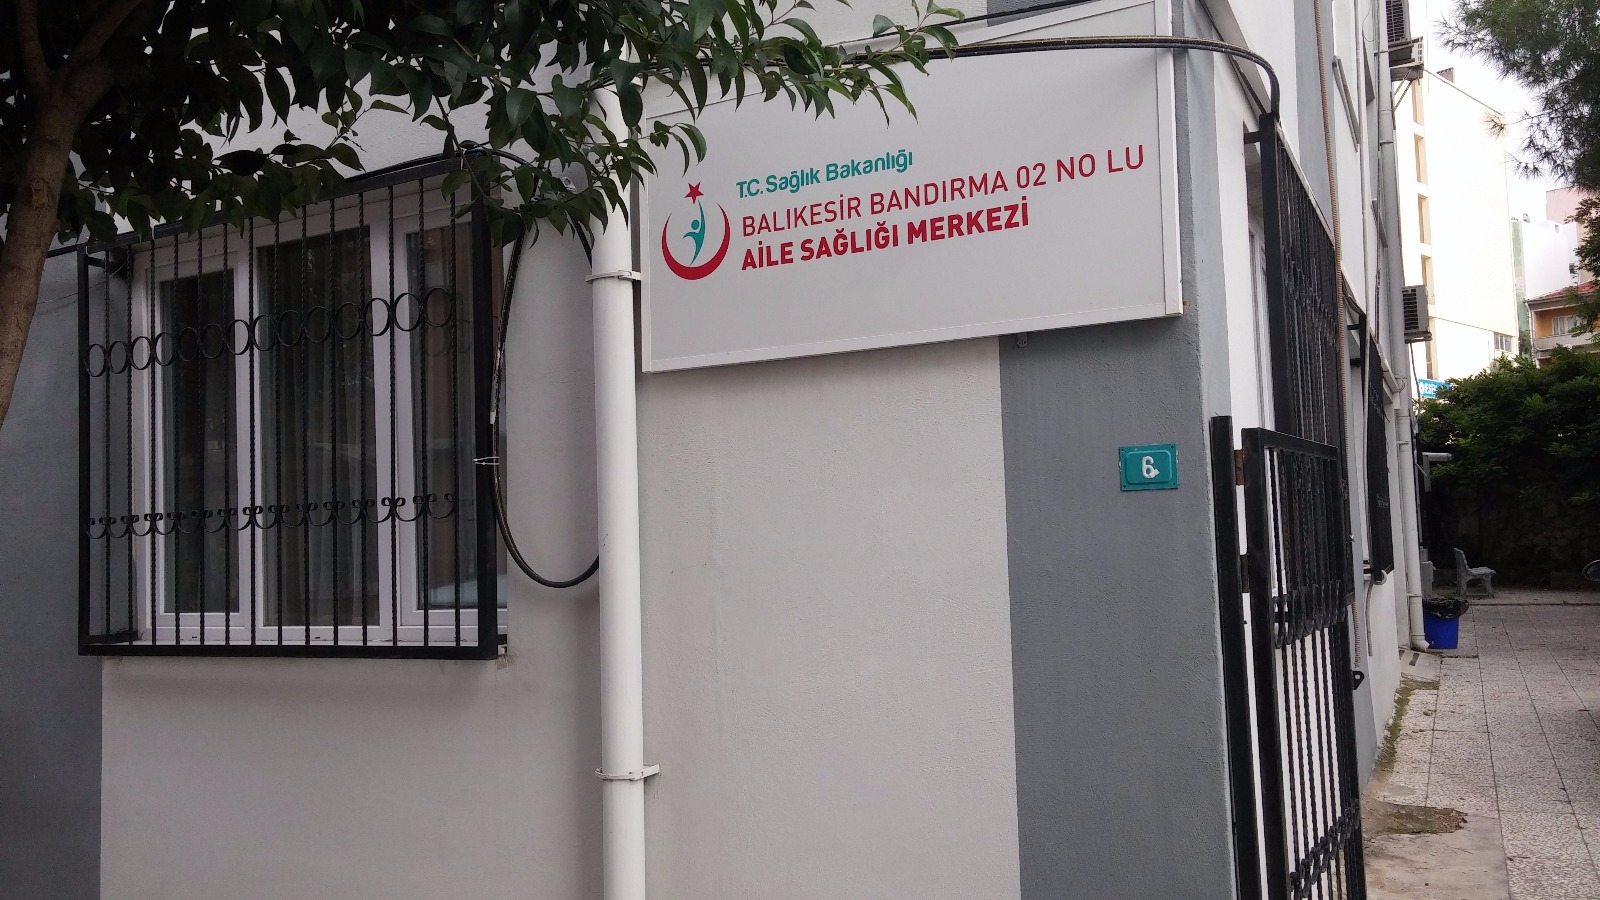 T.C. Sağlık Bakanlığı
BALIKESİR BANDIRMA 02 NO LU
AİLE SAĞLIĞI MERKEZİ
6